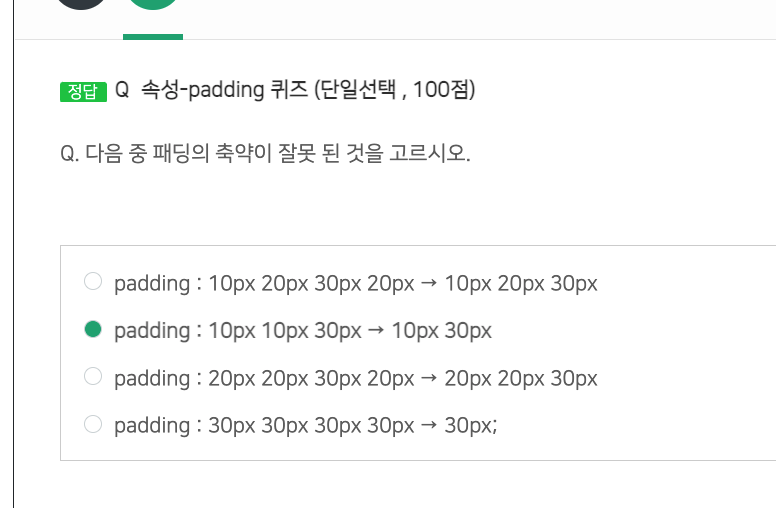 정답 Q 속성-padding 퀴즈 (단일선택 , 100점)
Q. 다음 중 패딩의 축약이 잘못 된 것을 고르시오.
padding : 10px 20px 30px 20px → 10px 20px 30px
padding : 10px 10px 30px → 10px 30px
padding : 20px 20px 30px 20px → 20px 20px 30px
padding : 30px 30px 30px 30px → 30px;